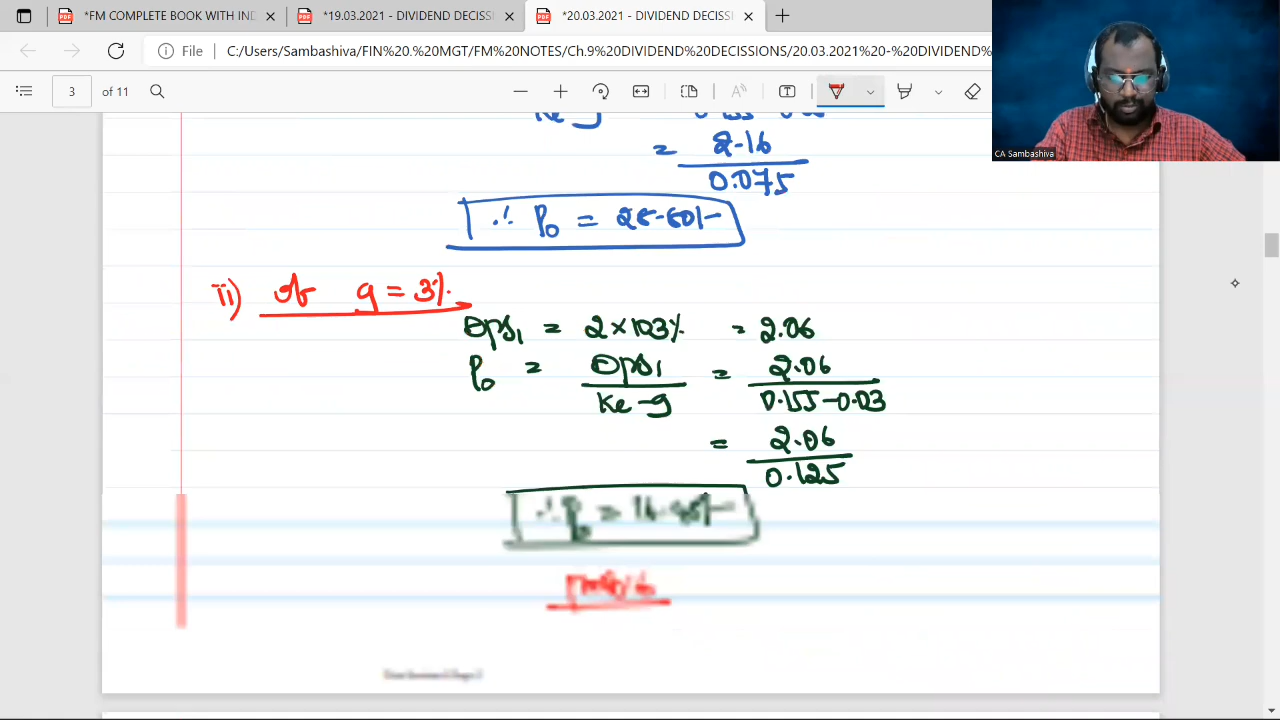 *FM COMPLETE BOOK WITH IND
*19.03.2021 - DIVIDEND DECISSI
*20.03.2021 - DIVIDEND DECISS
File
C:/Users/Sambashiva/FIN%20.%20MGT/FM%20NOTES/Ch.9%20DIVIDEND%20DECISSIONS/20.03.2021%20-%20DIVIDEND%
3 of 11
CA Sambashiva
Ke-g
= 2.16
0.075
∴ P0 = 28.80/-
ii) If g = 3%.
DPS1 = 2 × 103% = 2.06
P0 = DPS1 = 2.06
Ke-g 0.155-0.03
= 2.06
0.125
∴ P0 =